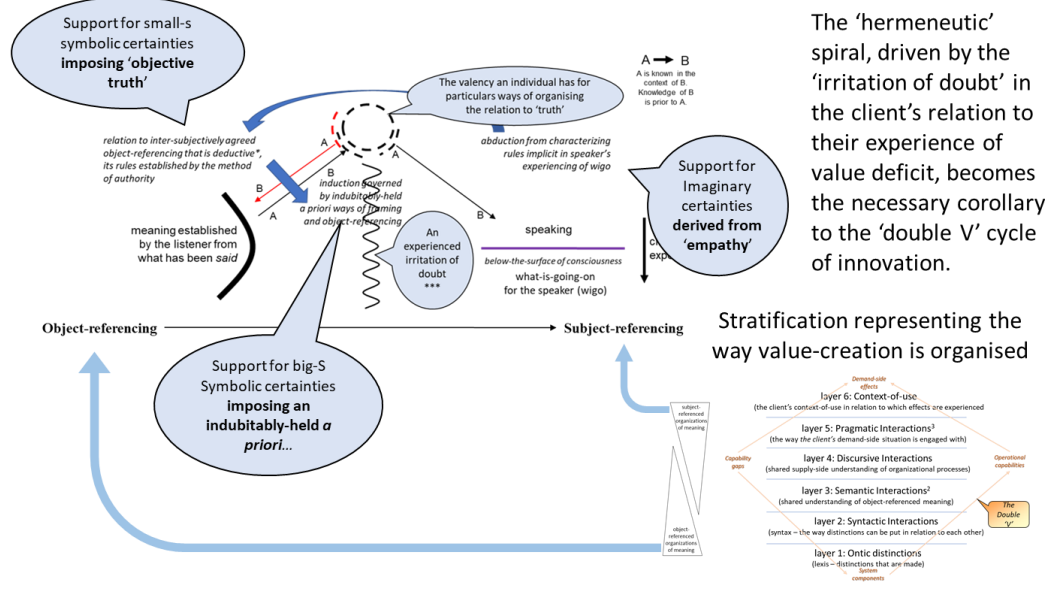 Support for small-s
symbolic certainties
imposing ‘objective
truth’
The valency an individual has for
particulars ways of organising
the relation to ‘truth’
A B
A is known in the
context of B.
Knowledge of B
is prior to A.
The ‘hermeneutic’
spiral, driven by the
‘irritation of doubt’ in
the client’s relation to
their experience of
value deficit, becomes
the necessary corollary
to the ‘double V’ cycle
of innovation.
relation to inter-subjectively agreed
object-referencing that is deductive*,
its rules established by the method
of authority
A
B
B
A
A
B
abduction from characterizing
rules implicit in speaker’s
experiencing of wigo
induction governed
by indubitably-held
a priori ways of framing
and object-referencing
Support for
Imaginary
certainties
derived from
‘empathy’
meaning established
by the listener from
what has been said
An
experienced
irritation of
doubt
***
speaking
below-the-surface of consciousness
what-is-going-on
for the speaker (wigo)
Object-referencing
Subject-referencing
Support for big-S
Symbolic certainties
imposing an
indubitably-held a
priori...
Stratification representing the
way value-creation is organised
subject-
referenced
organizations
of meaning
object-
referenced
organizations
of meaning
Demand-side
effects
layer 6: Context-of-use
(the client’s context-of-use in relation to which effects are experienced
layer 5: Pragmatic Interactions3
(the way the client’s demand-side situation is engaged with)
Capability
gaps
layer 4: Discursive Interactions
(shared supply-side understanding of organizational processes)
Operational
capabilities
layer 3: Semantic Interactions2
(shared understanding of object-referenced meaning)
The
Double
‘V’
layer 2: Syntactic Interactions
(syntax – the way distinctions can be put in relation to each other)
layer 1: Ontic distinctions
(lexis – distinctions that are made)
System
components